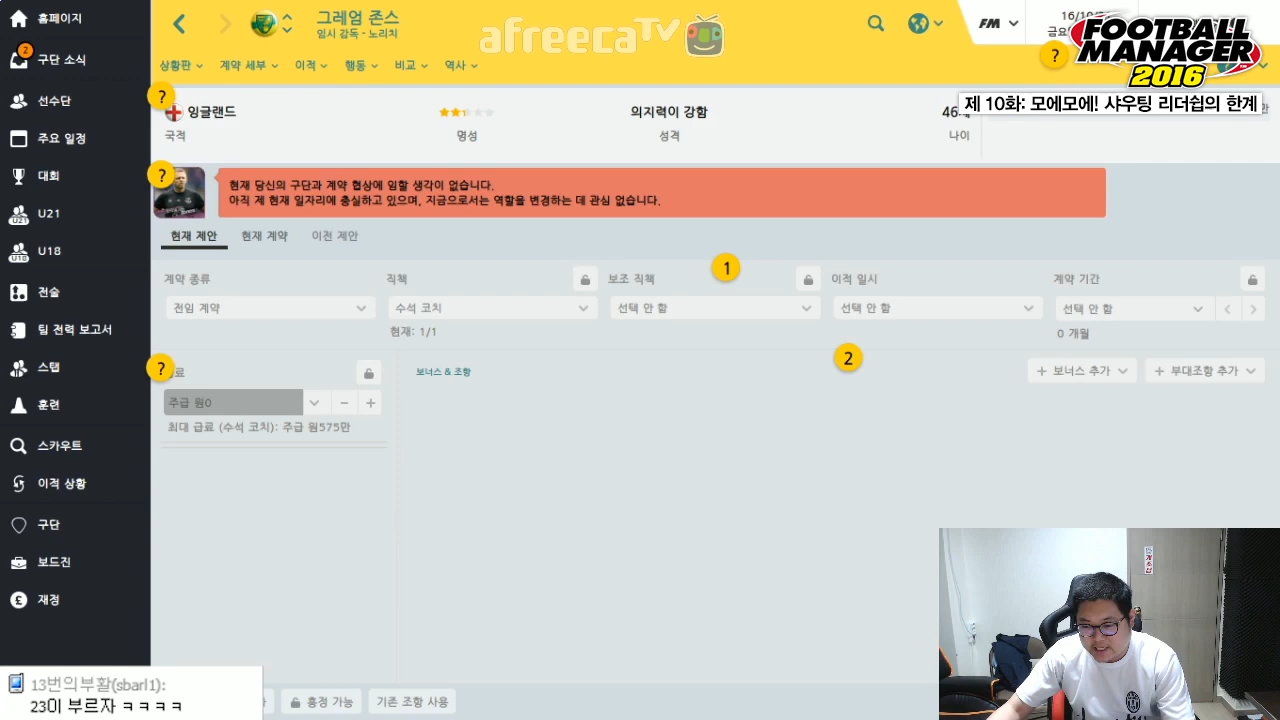 홈페이지
2
구단 소식
선수단
주요 일정
대회
U21
U21
U18
U18
전술
팀 전력 보고서
스탭
훈련
스카우트
이적 상황
구단
보드진
£
재정
그레엄 존스
임시 감독 - 노리치
afreecaTV
FM
16/10/
금요
FOOTBALL
MANAGER
2016
제 10화: 모에모에! 샤우팅 리더쉽의 한계
상황판
계약 세부
이적
행동
비교
역사
?
?
잉글랜드
국적
명성
의지력이 강함
성격
46세
나이
만
?
현재 당신의 구단과 계약 협상에 임할 생각이 없습니다.
아직 제 현재 일자리에 충실하고 있으며, 지금으로서는 역할을 변경하는 데 관심 없습니다.
현재 제안
현재 계약
이전 제안
계약 종류
직책
보조 직책
1
이적 일시
계약 기간
전임 계약
수석 코치
선택 안 함
선택 안 함
선택 안 함
현재: 1/1
0 개월
?
료
보너스 & 조항
2
+ 보너스 추가
+ 부대조항 추가
주급 원0
− +
최대 급료 (수석 코치): 주급 원575만
흥정 가능
기존 조항 사용
13번의부활(sbarl1):
23이 부르자 ㅋㅋㅋㅋ